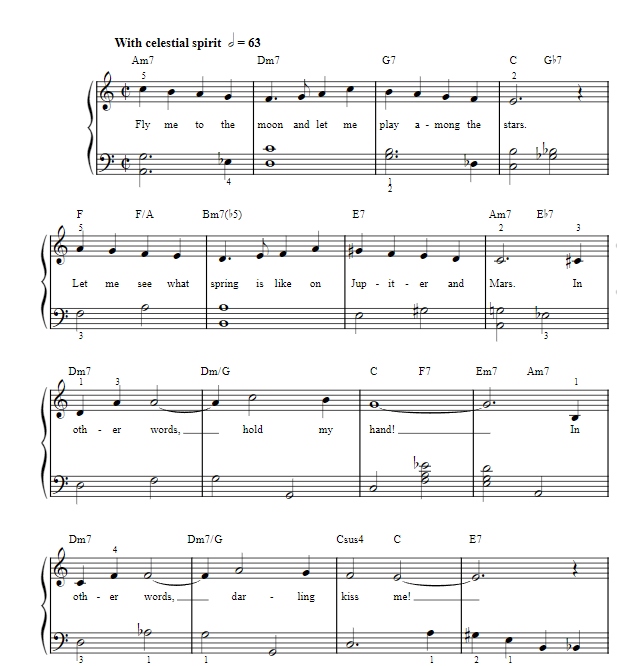 With celestial spirit = 63
Am7 Dm7 G7 C G♭7
5 2
Fly me to the moon and let me play a - mong the stars.
4 1
2
F F/A Bm7(♭5) E7 Am7 E♭7
5 2 3
Let me see what spring is like on Jup - it - er and Mars. In
3 3
Dm7 Dm/G C F7 Em7 Am7
1 3 1
oth - er words, hold my hand! In
Dm7 Dm7/G Csus4 C E7
4
oth - er words, dar - ling kiss me!
3 1 1 2 1